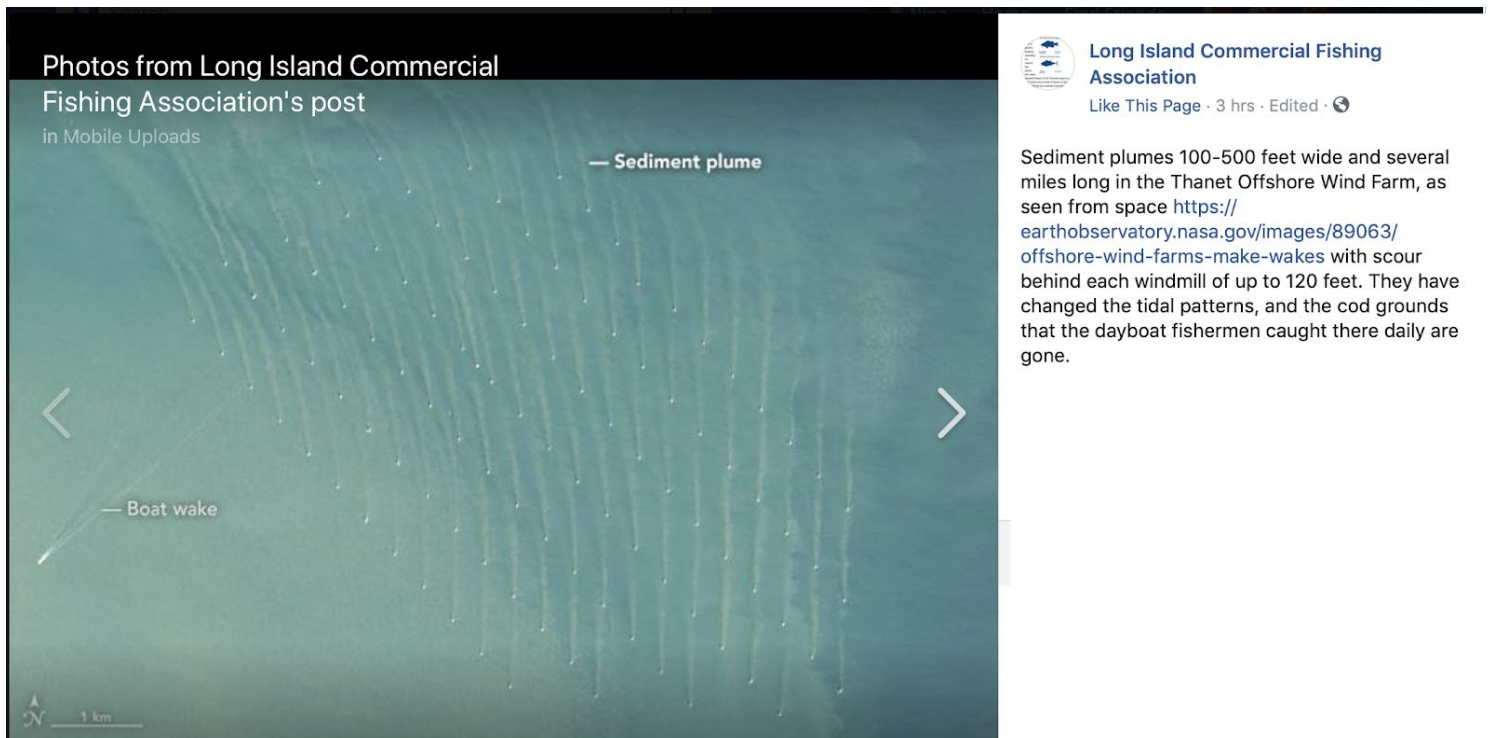 Photos from Long Island Commercial
Fishing Association's post
in Mobile Uploads
— Sediment plume
— Boat wake
N
1 km
Long Island Commercial Fishing
Association
Like This Page · 3 hrs · Edited ·
Sediment plumes 100-500 feet wide and several
miles long in the Thanet Offshore Wind Farm, as
seen from space https://
earthobservatory.nasa.gov/images/89063/
offshore-wind-farms-make-wakes with scour
behind each windmill of up to 120 feet. They have
changed the tidal patterns, and the cod grounds
that the dayboat fishermen caught there daily are
gone.